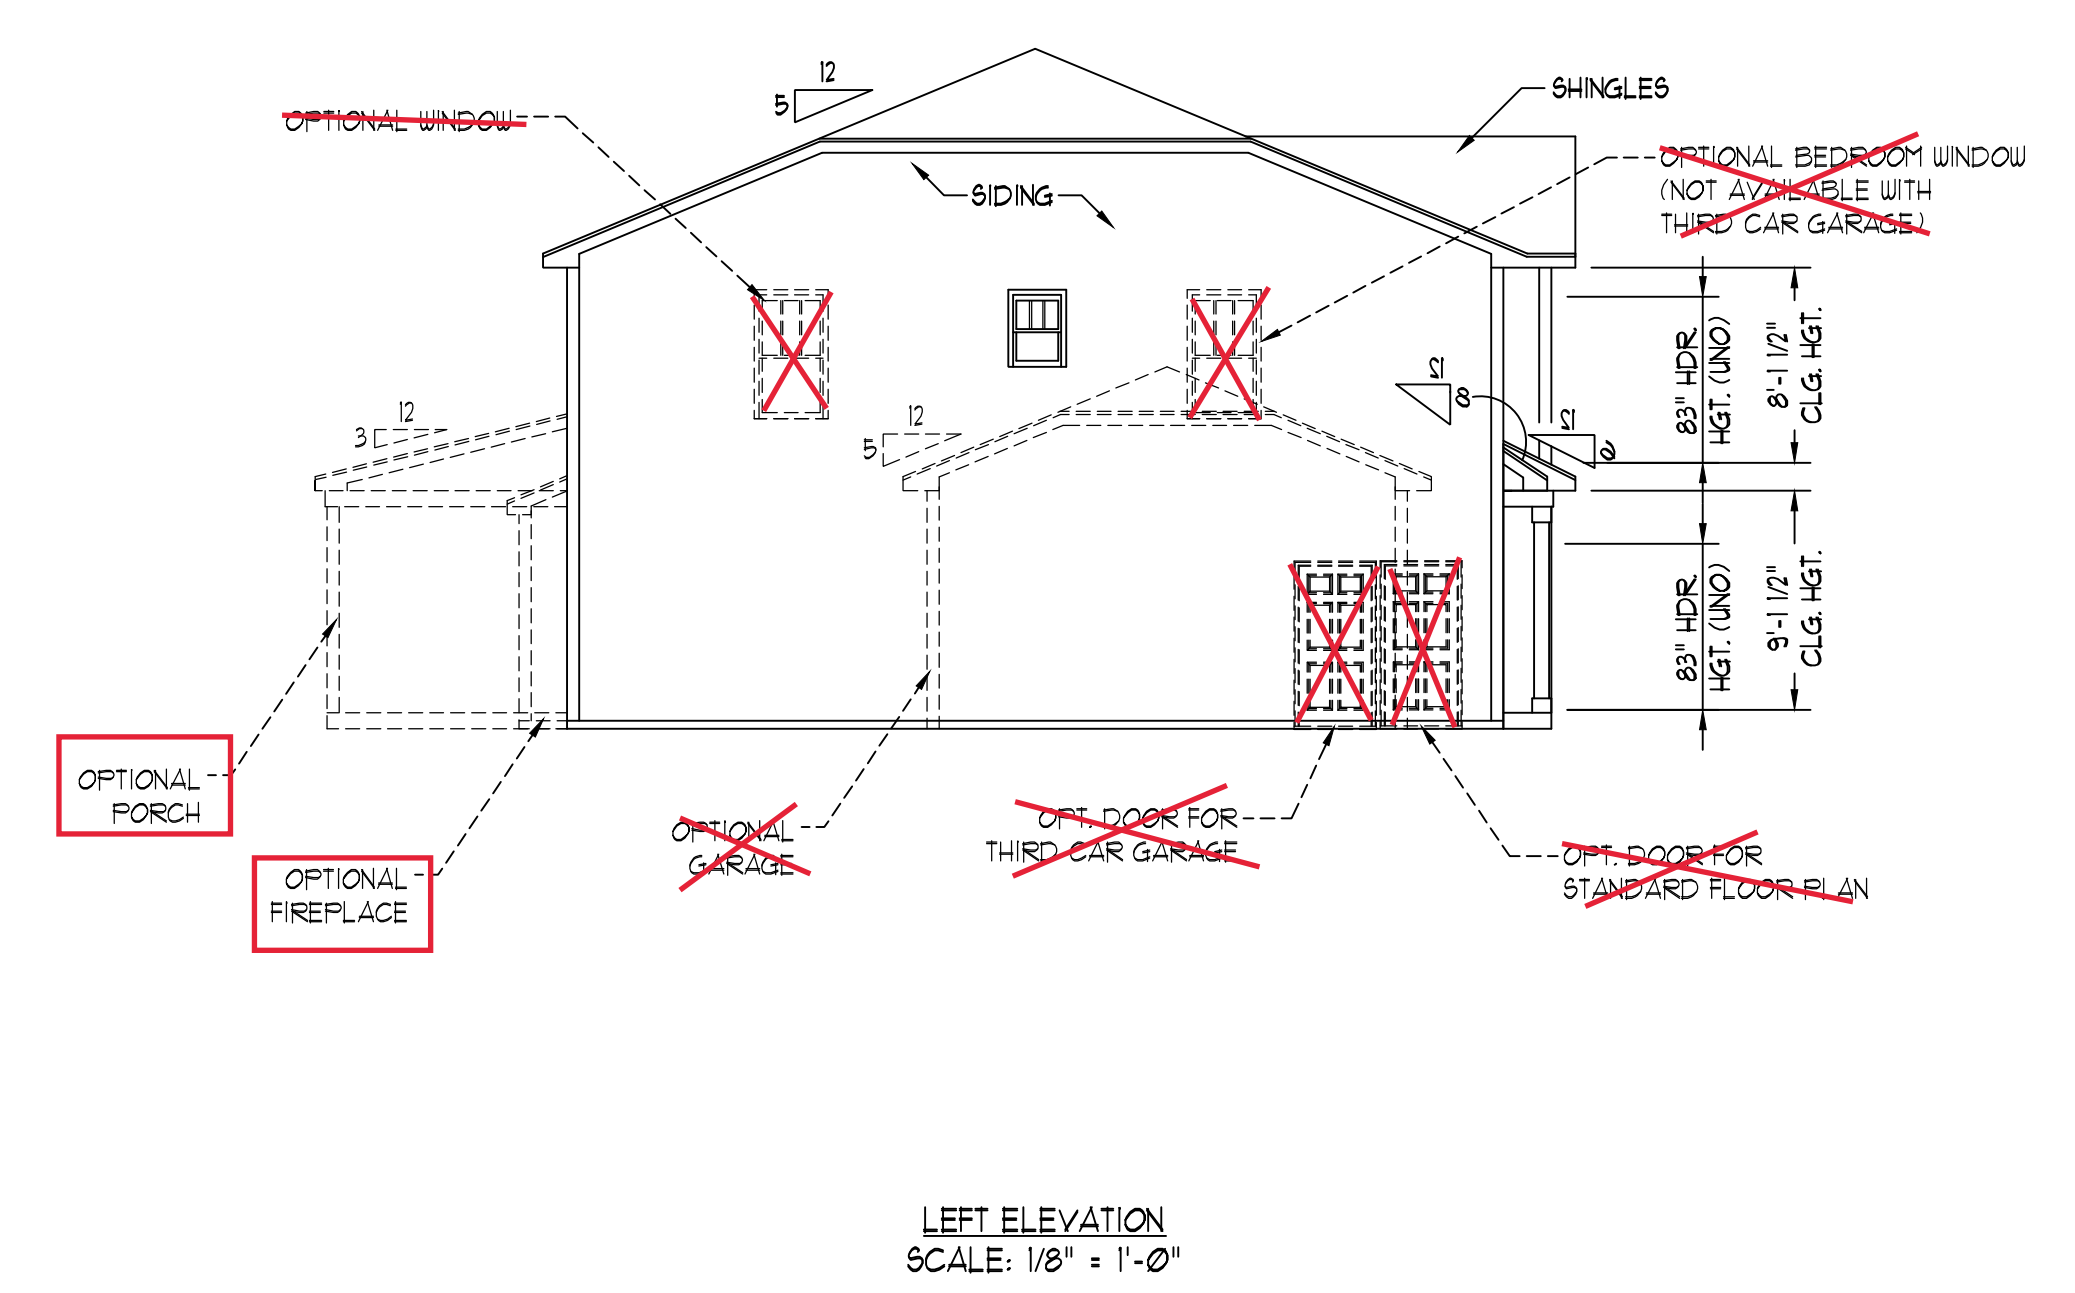 12
5
SHINGLES
OPTIONAL WINDOW
OPTIONAL BEDROOM WINDOW
(NOT AVAILABLE WITH
THIRD CAR GARAGE)
SIDING
83" HDR.
HGT. (UNO)
8'-1 1/2"
CLG. HGT.
12
8
12
6
12
3
12
5
83" HDR.
HGT. (UNO)
9'-1 1/2"
CLG. HGT.
OPTIONAL
PORCH
OPTIONAL
FIREPLACE
OPTIONAL
GARAGE
OPT. DOOR FOR
THIRD CAR GARAGE
OPT. DOOR FOR
STANDARD FLOOR PLAN
LEFT ELEVATION
SCALE: 1/8" = 1'-0"